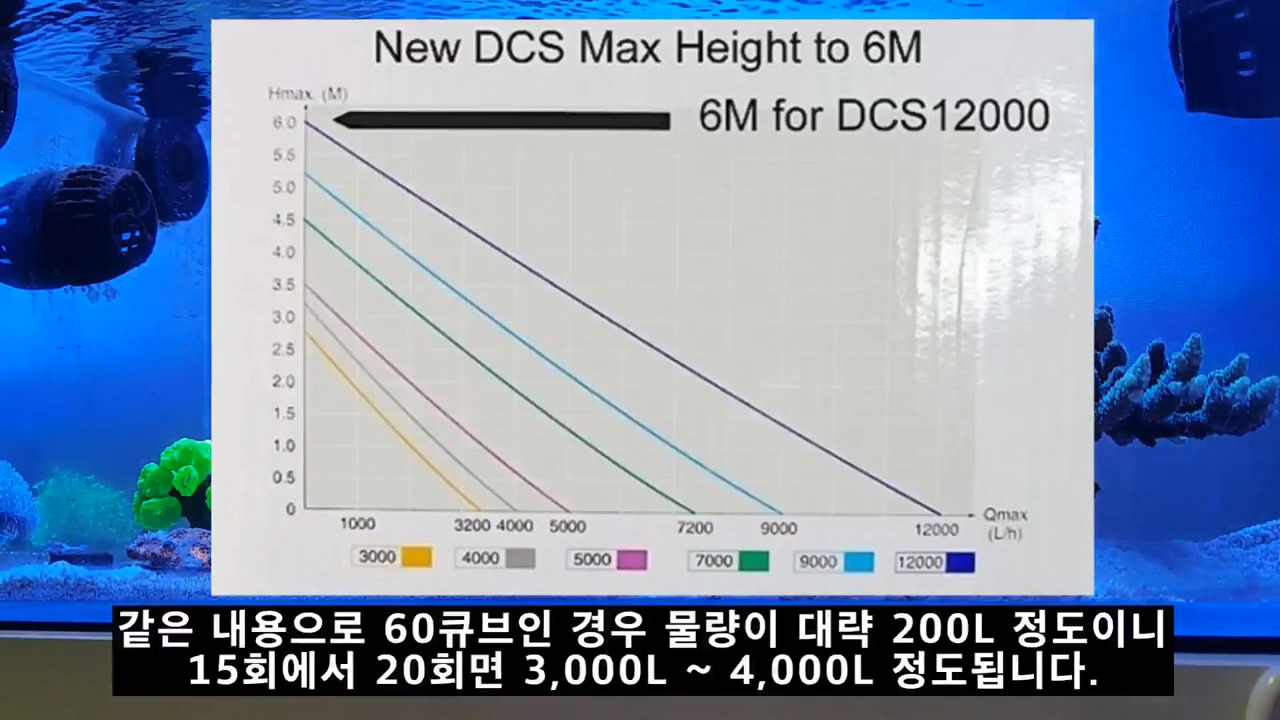 New DCS Max Height to 6M
Hmax. (M)
6M for DCS12000
6.0
5.5
5.0
4.5
4.0
3.5
3.0
2.5
2.0
1.5
1.0
0.5
0
1000 3200 4000 5000 7200 9000 12000
Qmax
(L/h)
3000 4000 5000 7000 9000 12000
같은 내용으로 60큐브인 경우 물량이 대략 200L 정도이니
15회에서 20회면 3,000L ~ 4,000L 정도됩니다.